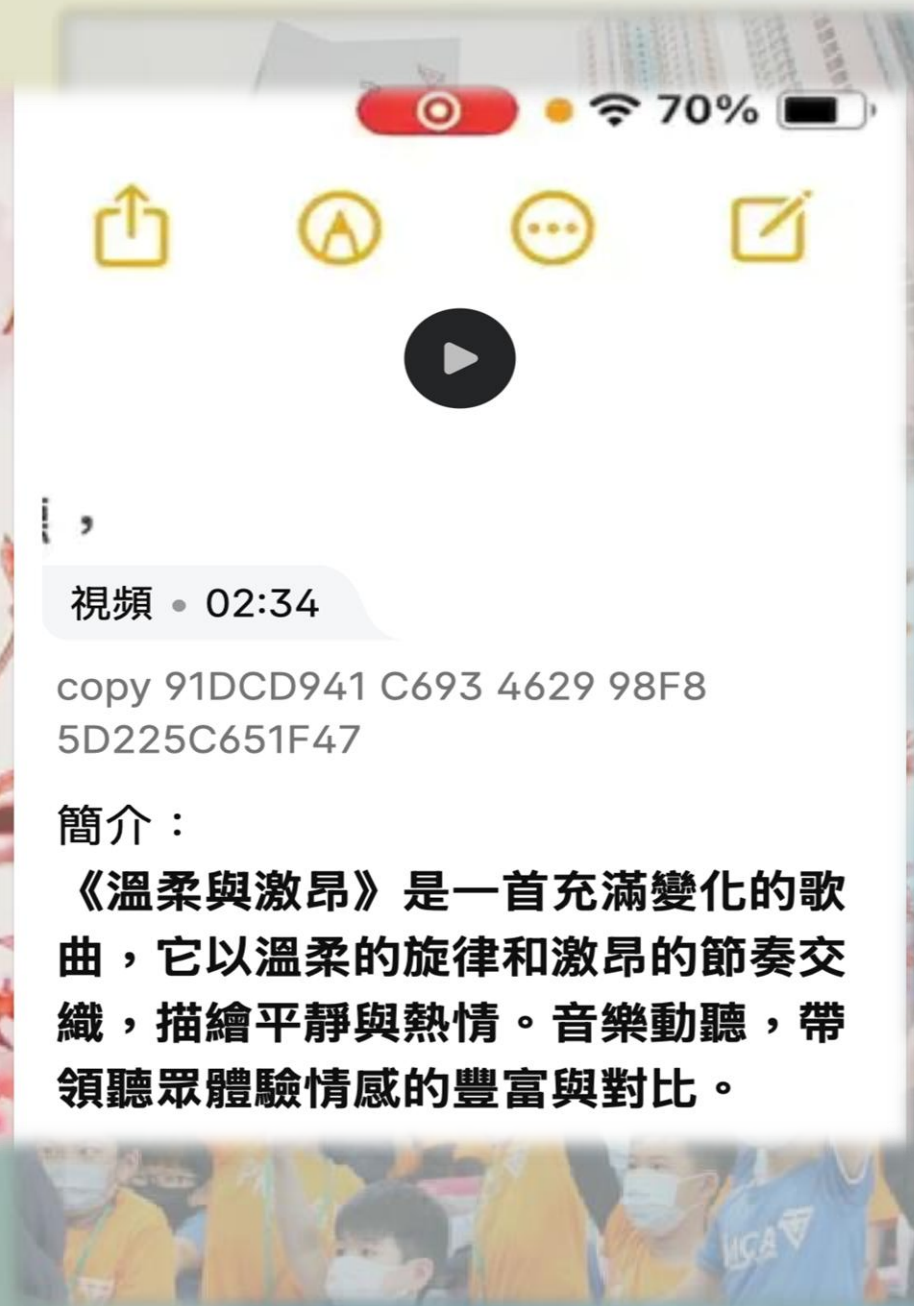 70%
，
視頻 • 02:34
copy 91DCD941 C693 4629 98F8
5D225C651F47
簡介：
《溫柔與激昂》是一首充滿變化的歌
曲，它以溫柔的旋律和激昂的節奏交
織，描繪平靜與熱情。音樂動聽，帶
領聽眾體驗情感的豐富與對比。